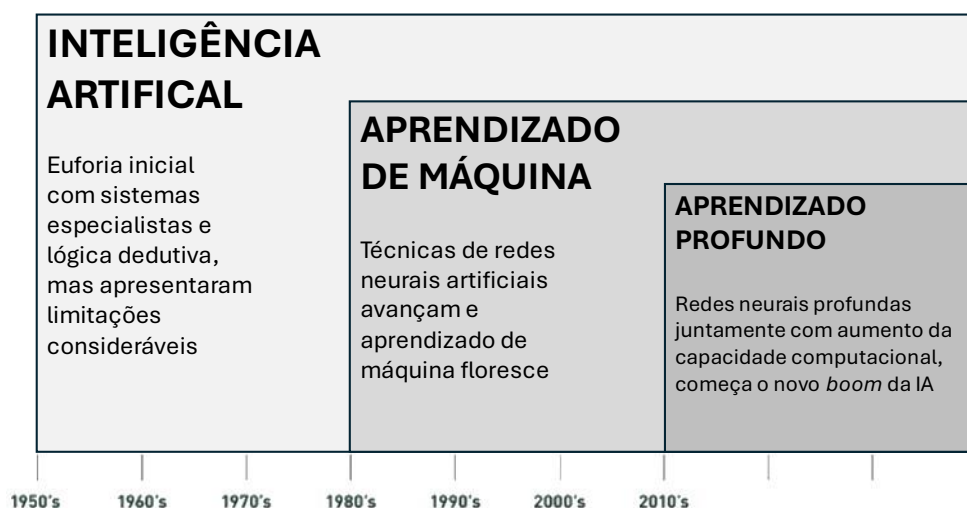 INTELIGÊNCIA
ARTIFICAL
Euforia inicial
com sistemas
especialistas e
lógica dedutiva,
mas apresentaram
limitações
consideráveis
APRENDIZADO
DE MÁQUINA
Técnicas de redes
neurais artificiais
avançam e
aprendizado de
máquina floresce
APRENDIZADO
PROFUNDO
Redes neurais profundas
juntamente com aumento da
capacidade computacional,
começa o novo boom da IA
1950's 1960's 1970's 1980's 1990's 2000's 2010's